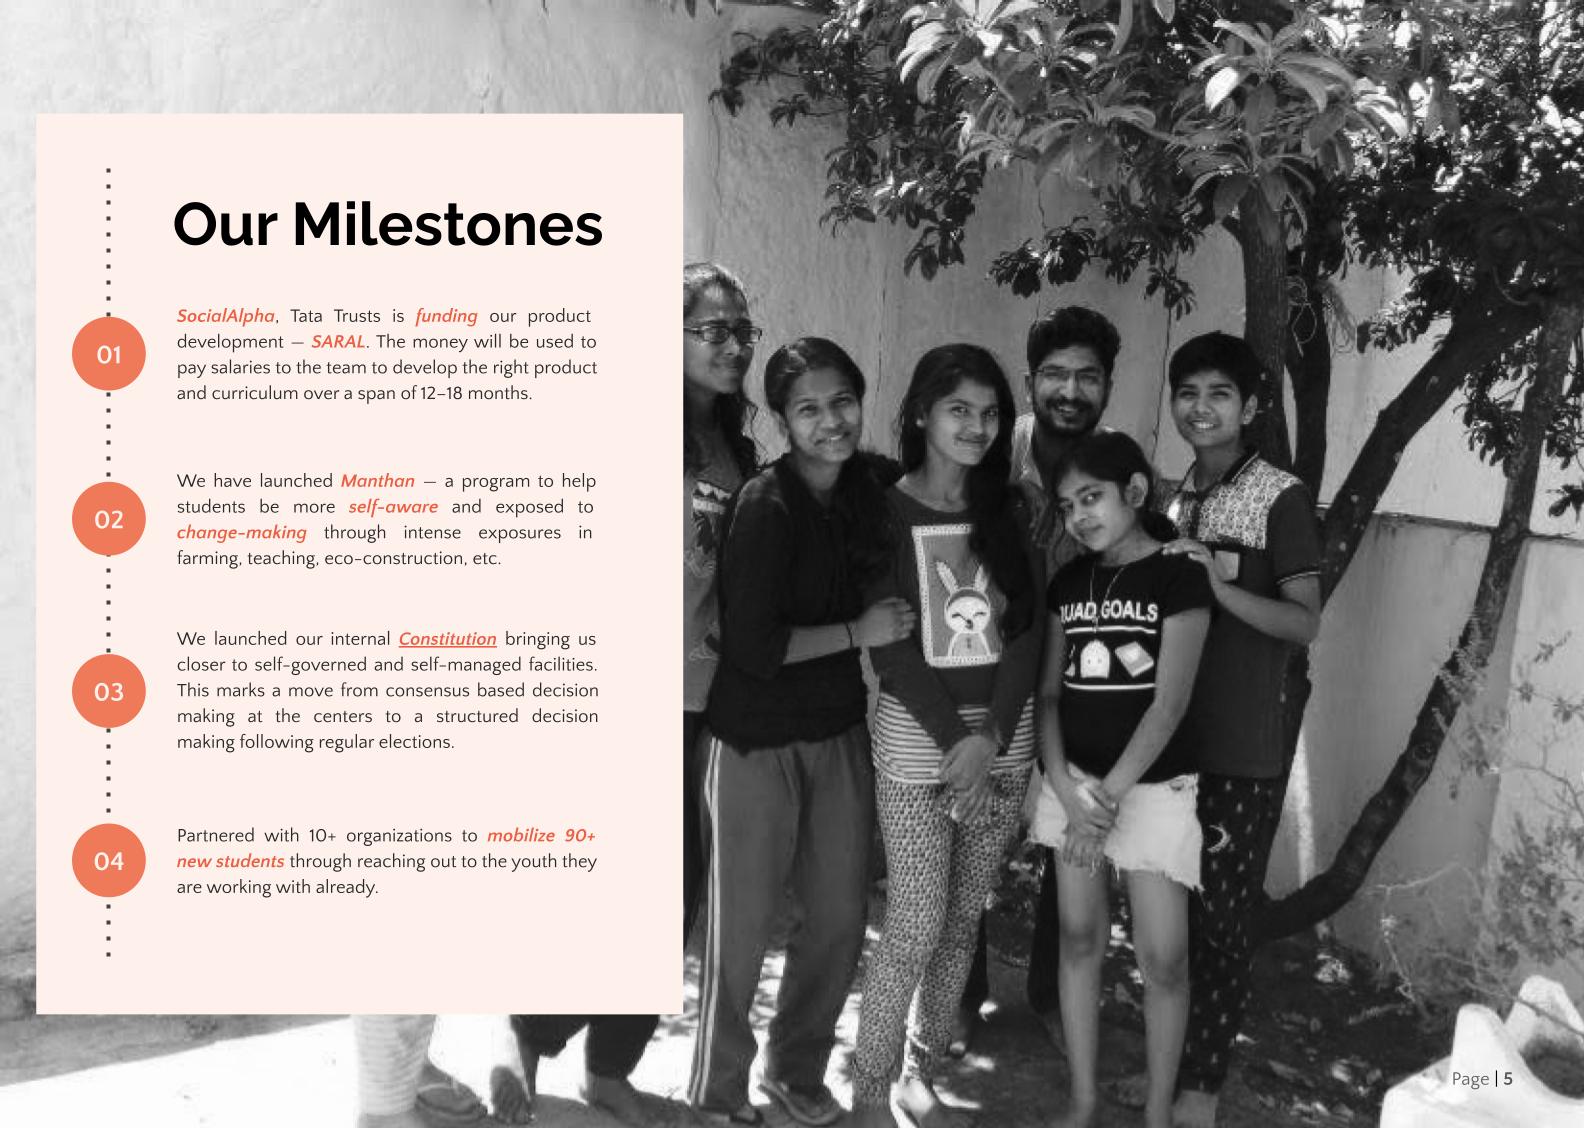 Our Milestones
01
SocialAlpha, Tata Trusts is funding our product
development — SARAL. The money will be used to
pay salaries to the team to develop the right product
and curriculum over a span of 12–18 months.
02
We have launched Manthan — a program to help
students be more self-aware and exposed to
change-making through intense exposures in
farming, teaching, eco-construction, etc.
03
We launched our internal Constitution bringing us
closer to self-governed and self-managed facilities.
This marks a move from consensus based decision
making at the centers to a structured decision
making following regular elections.
04
Partnered with 10+ organizations to mobilize 90+
new students through reaching out to the youth they
are working with already.
GOALS
Page | 5